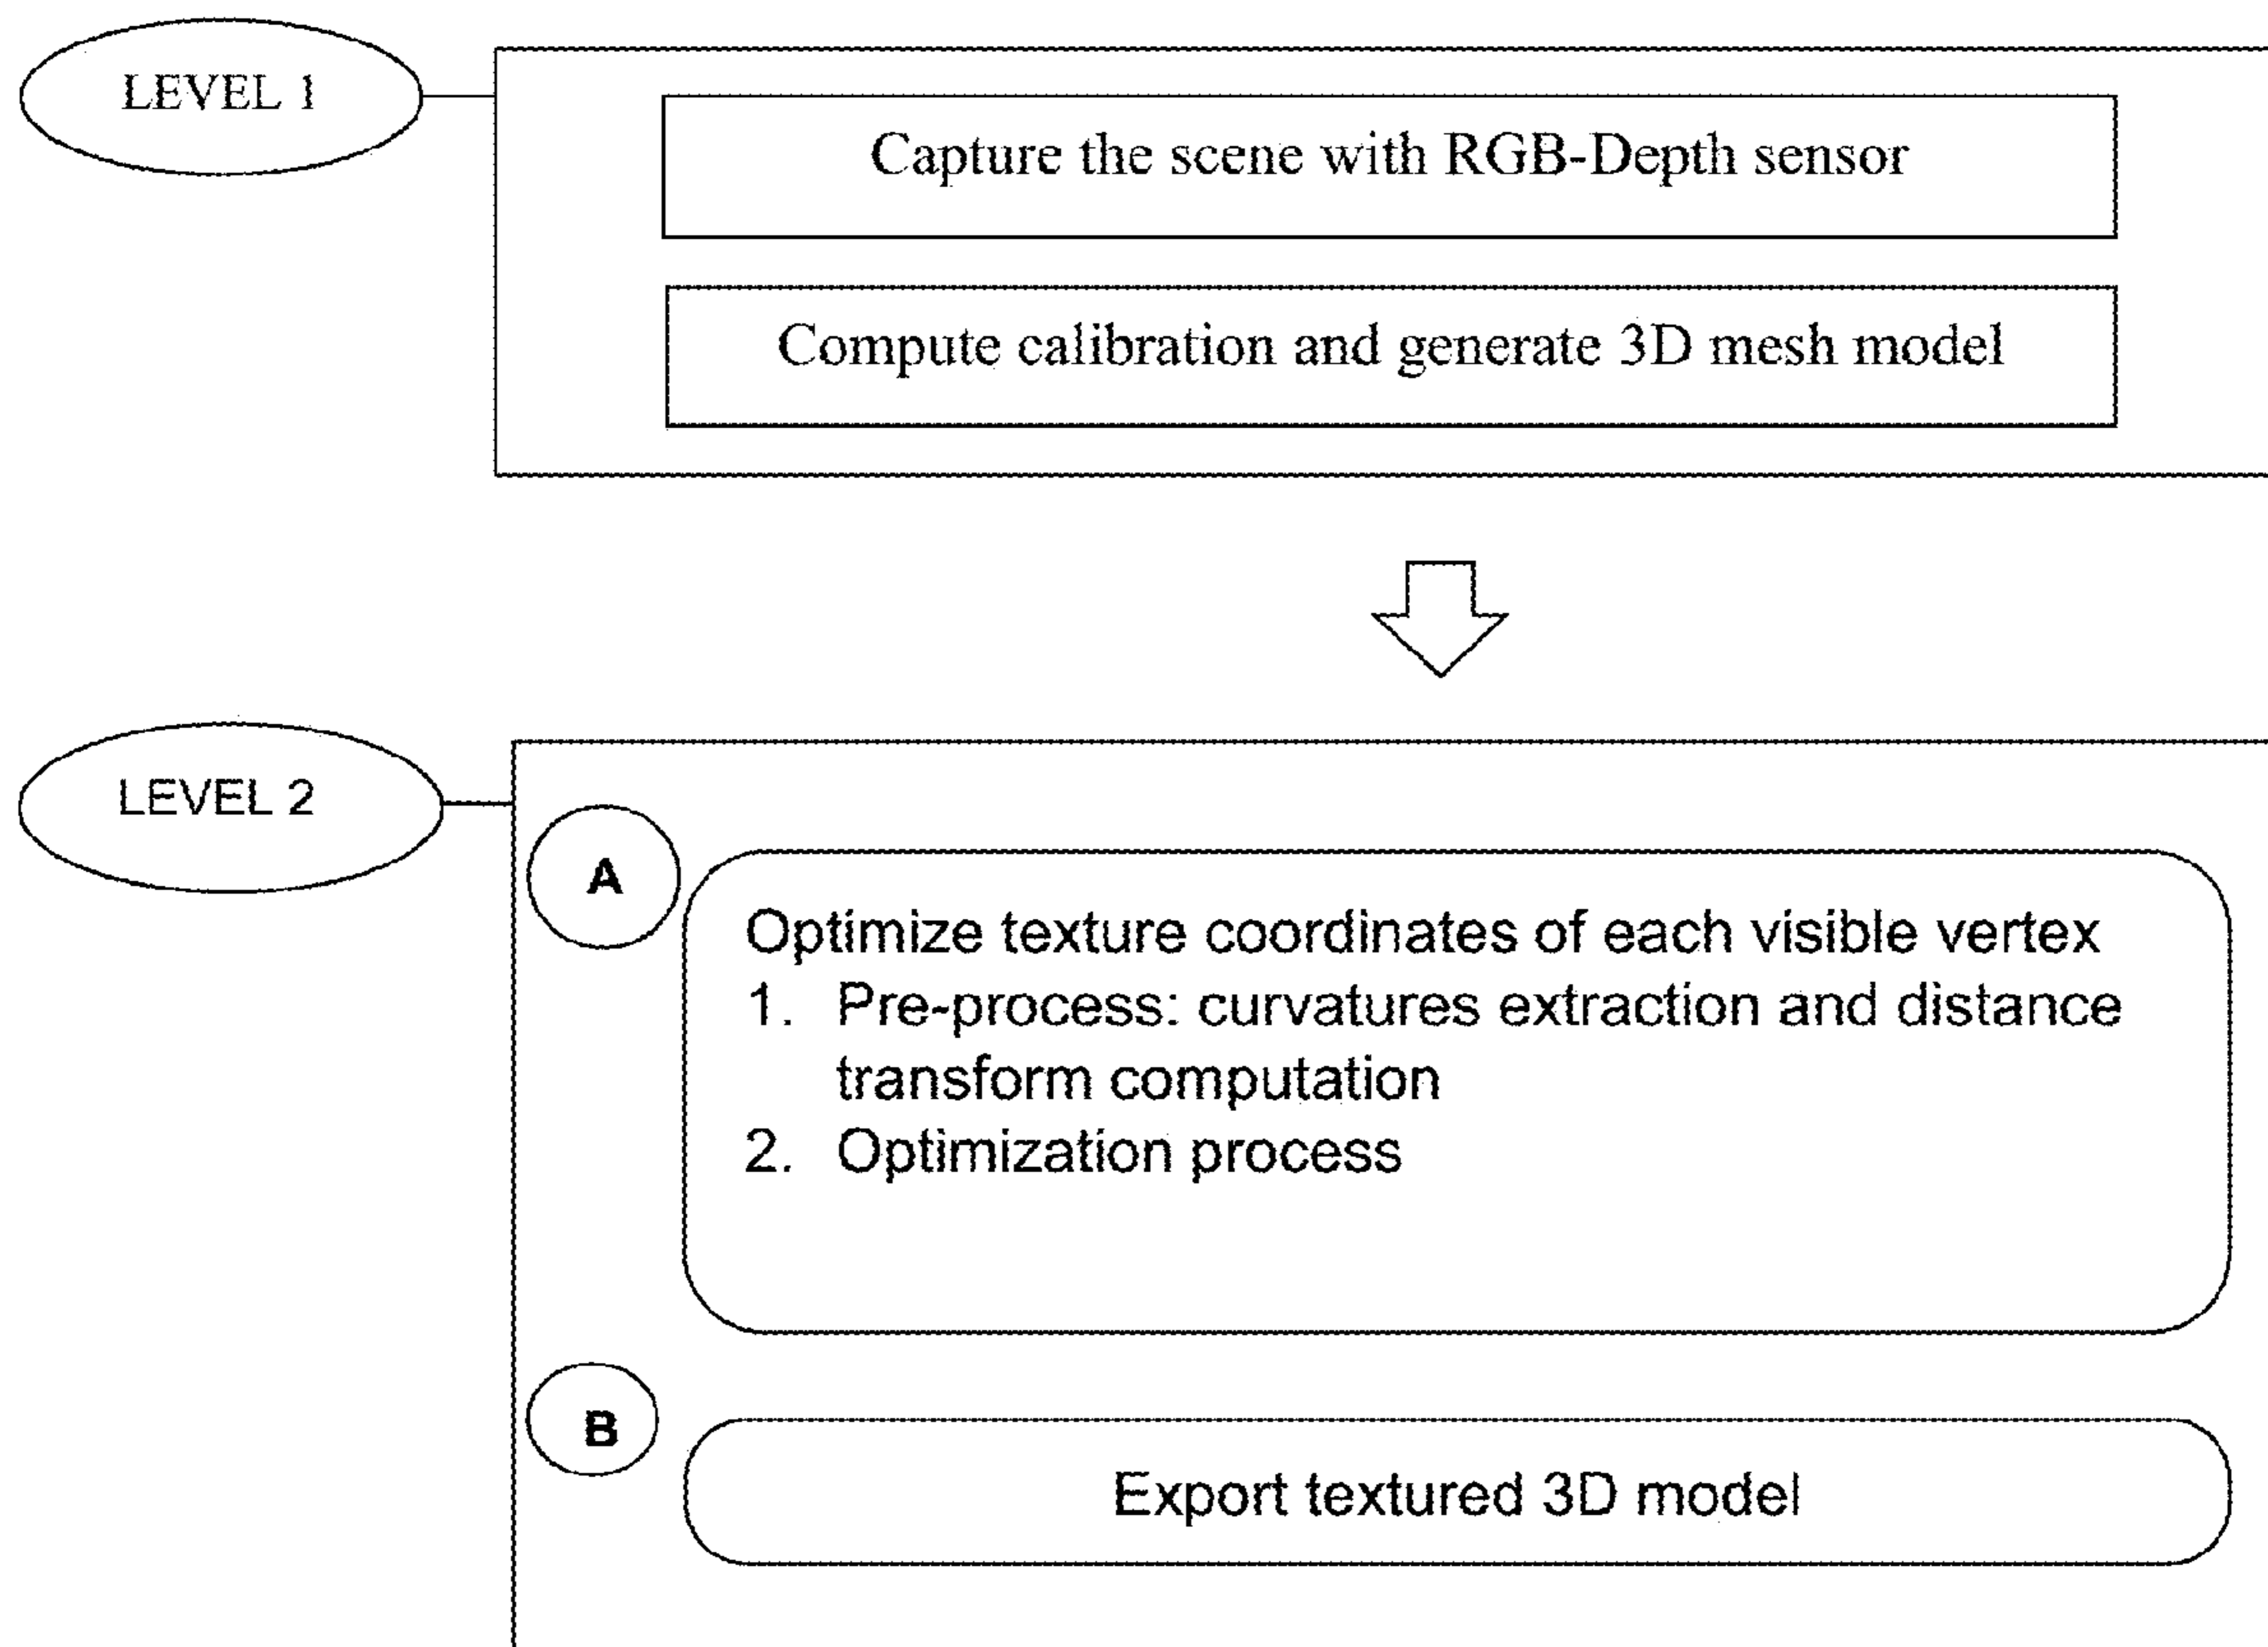 LEVEL 1
Capture the scene with RGB-Depth sensor
Compute calibration and generate 3D mesh model
LEVEL 2
A
Optimize texture coordinates of each visible vertex
1. Pre-process: curvatures extraction and distance
transform computation
2. Optimization process
B
Export textured 3D model